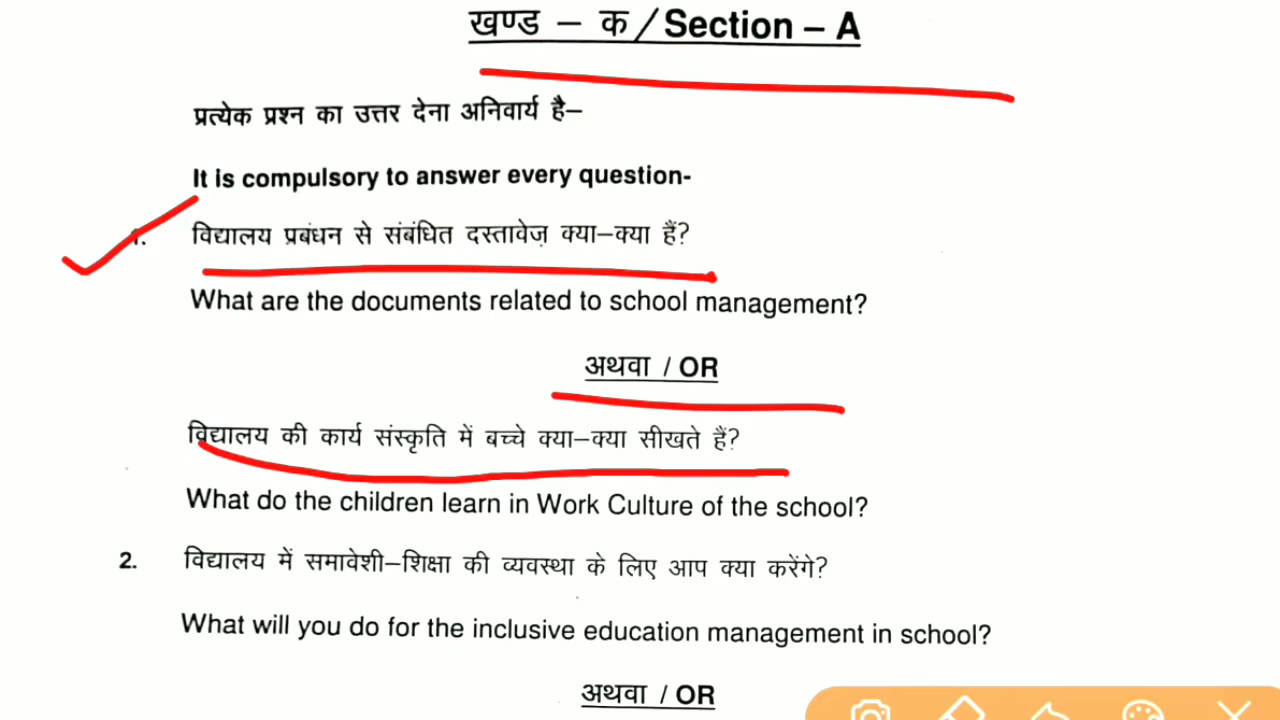 खण्ड – क / Section – A
प्रत्येक प्रश्न का उत्तर देना अनिवार्य है–
It is compulsory to answer every question-
1. विद्यालय प्रबंधन से संबंधित दस्तावेज़ क्या–क्या हैं?
What are the documents related to school management?
अथवा / OR
विद्यालय की कार्य संस्कृति में बच्चे क्या–क्या सीखते हैं?
What do the children learn in Work Culture of the school?
2. विद्यालय में समावेशी–शिक्षा की व्यवस्था के लिए आप क्या करेंगे?
What will you do for the inclusive education management in school?
अथवा / OR